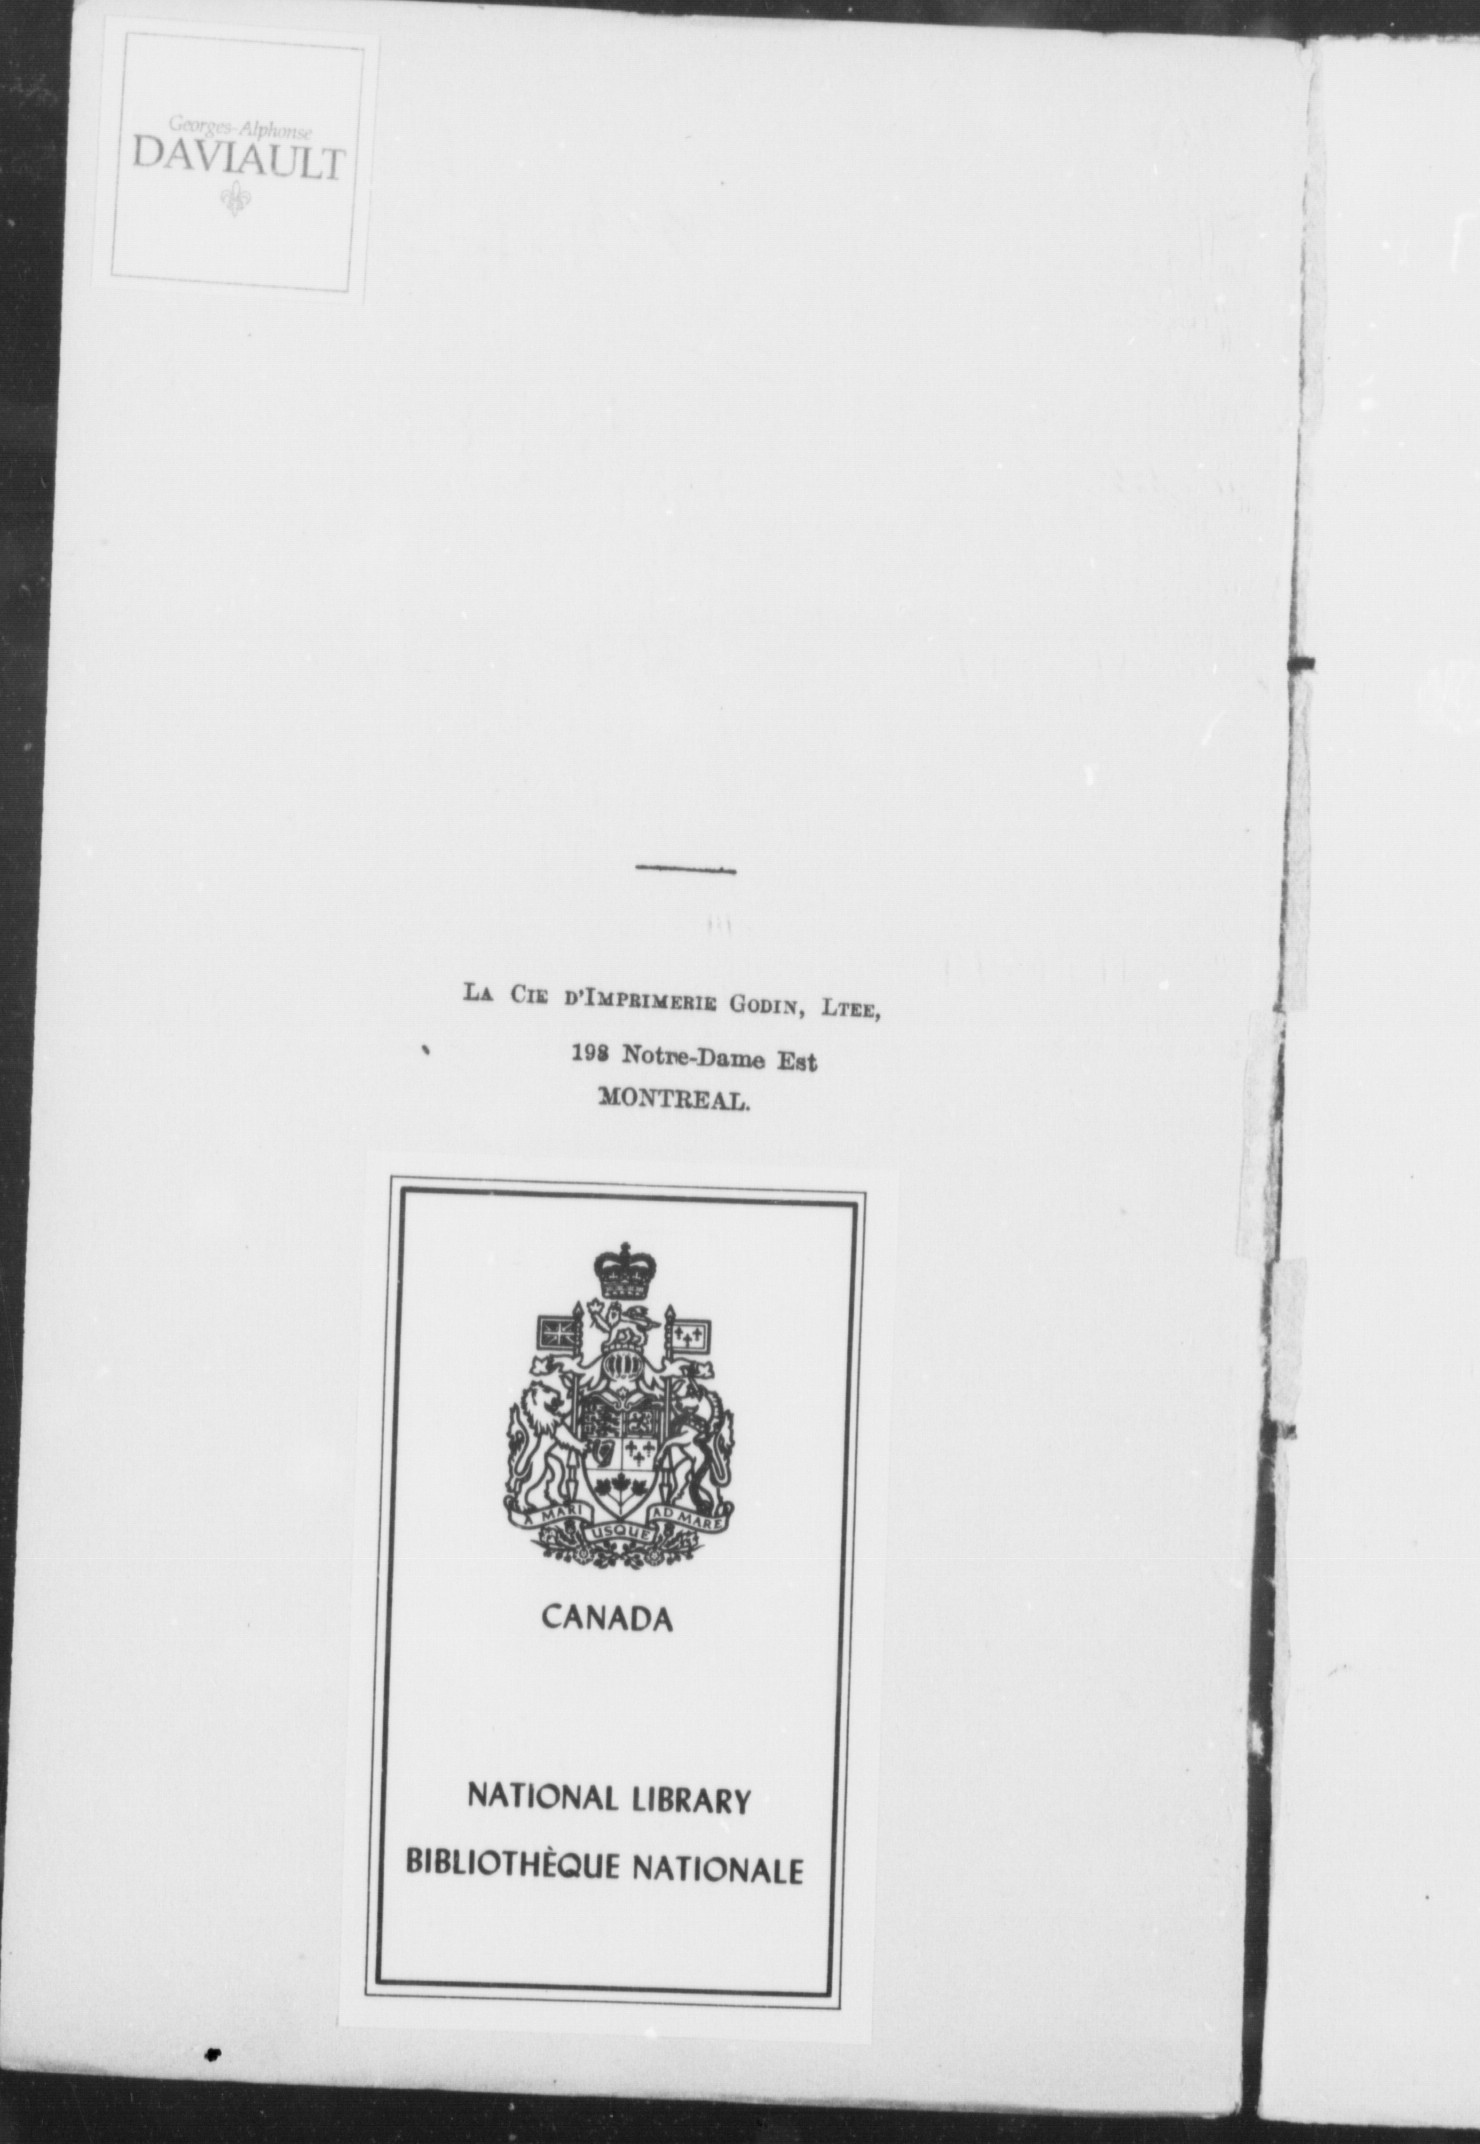 Georges-Alphonse
DAVIAULT
LA CIE D'IMPRIMERIE GODIN, LTEE,
198 Notre-Dame Est
MONTREAL.
A MARI USQUE AD MARE
CANADA
NATIONAL LIBRARY
BIBLIOTHÈQUE NATIONALE